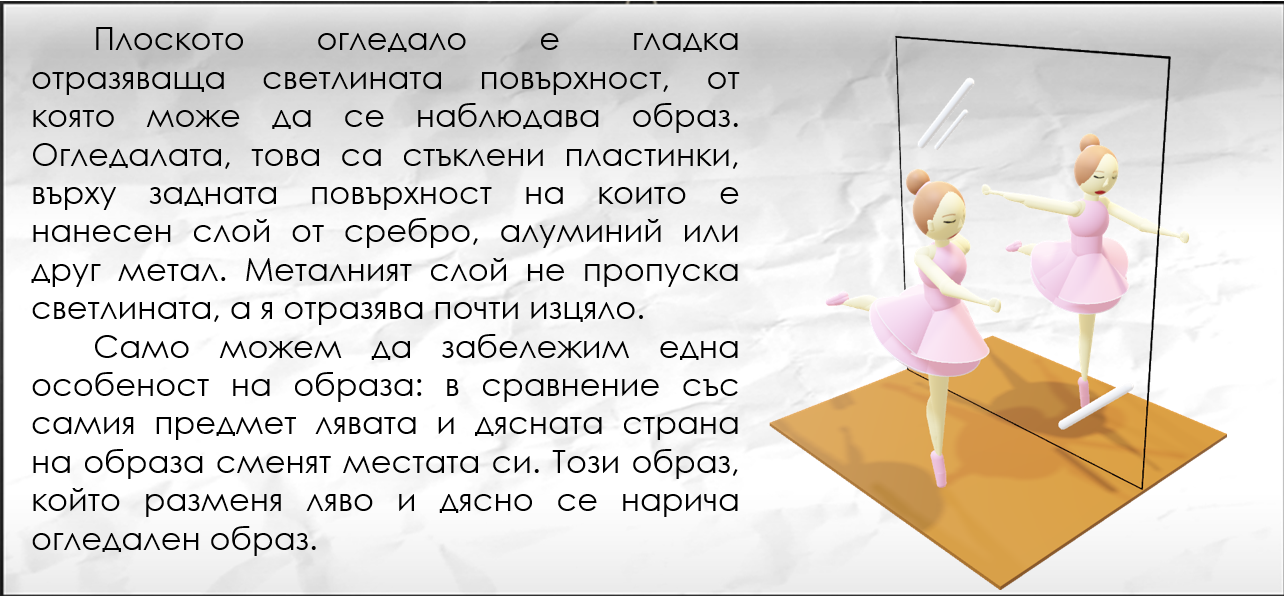 Плоското огледало е гладка
отразяваща светлината повърхност, от
която може да се наблюдава образ.
Огледалата, това са стъклени пластинки,
върху задната повърхност на които е
нанесен слой от сребро, алуминий или
друг метал. Металният слой не пропуска
светлината, а я отразява почти изцяло.
Само можем да забележим една
особеност на образа: в сравнение със
самия предмет лявата и дясната страна
на образа сменят местата си. Този образ,
който разменя ляво и дясно се нарича
огледален образ.